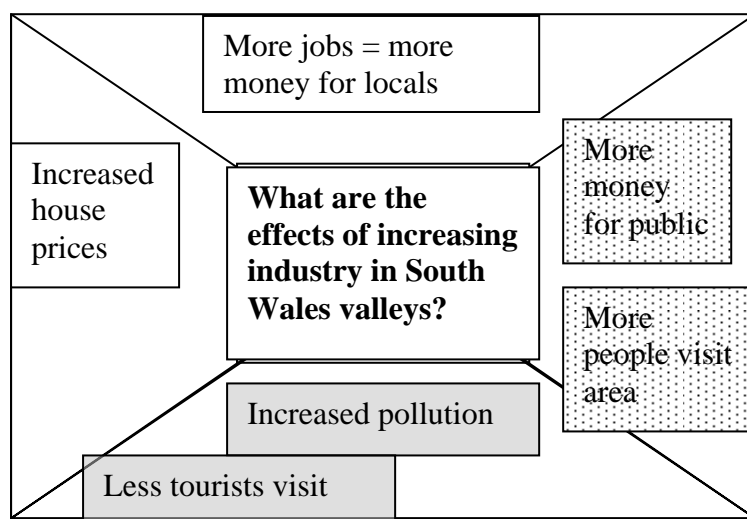 More jobs = more
money for locals
Increased
house
prices
What are the
effects of increasing
industry in South
Wales valleys?
More
money
for public
More
people visit
area
Increased pollution
Less tourists visit